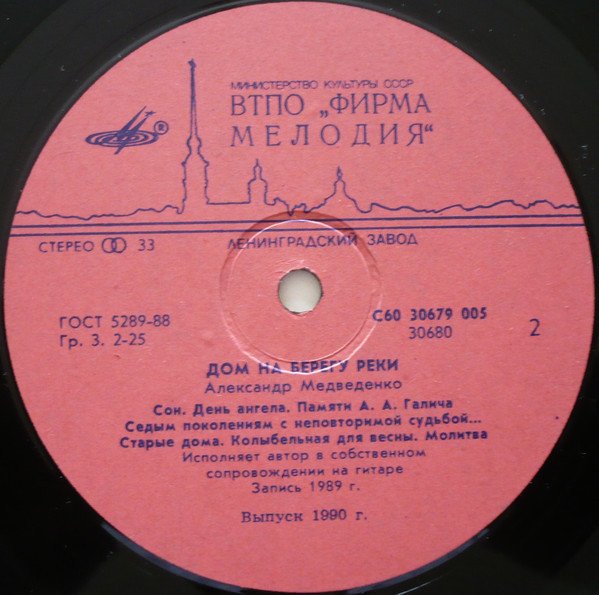 МИНИСТЕРСТВО КУЛЬТУРЫ СССР
ВТПО „ФИРМА
МЕЛОДИЯ“
®
СТЕРЕО 33
ЛЕНИНГРАДСКИЙ ЗАВОД
ГОСТ 5289-88
Гр. 3. 2-25
С60 30679 005
30680
2
ДОМ НА БЕРЕГУ РЕКИ
Александр Медведенко
Сон. День ангела. Памяти А. А. Галича
Седым поколениям с неповторимой судьбой...
Старые дома. Колыбельная для весны. Молитва
Исполняет автор в собственном
сопровождении на гитаре
Запись 1989 г.
Выпуск 1990 г.